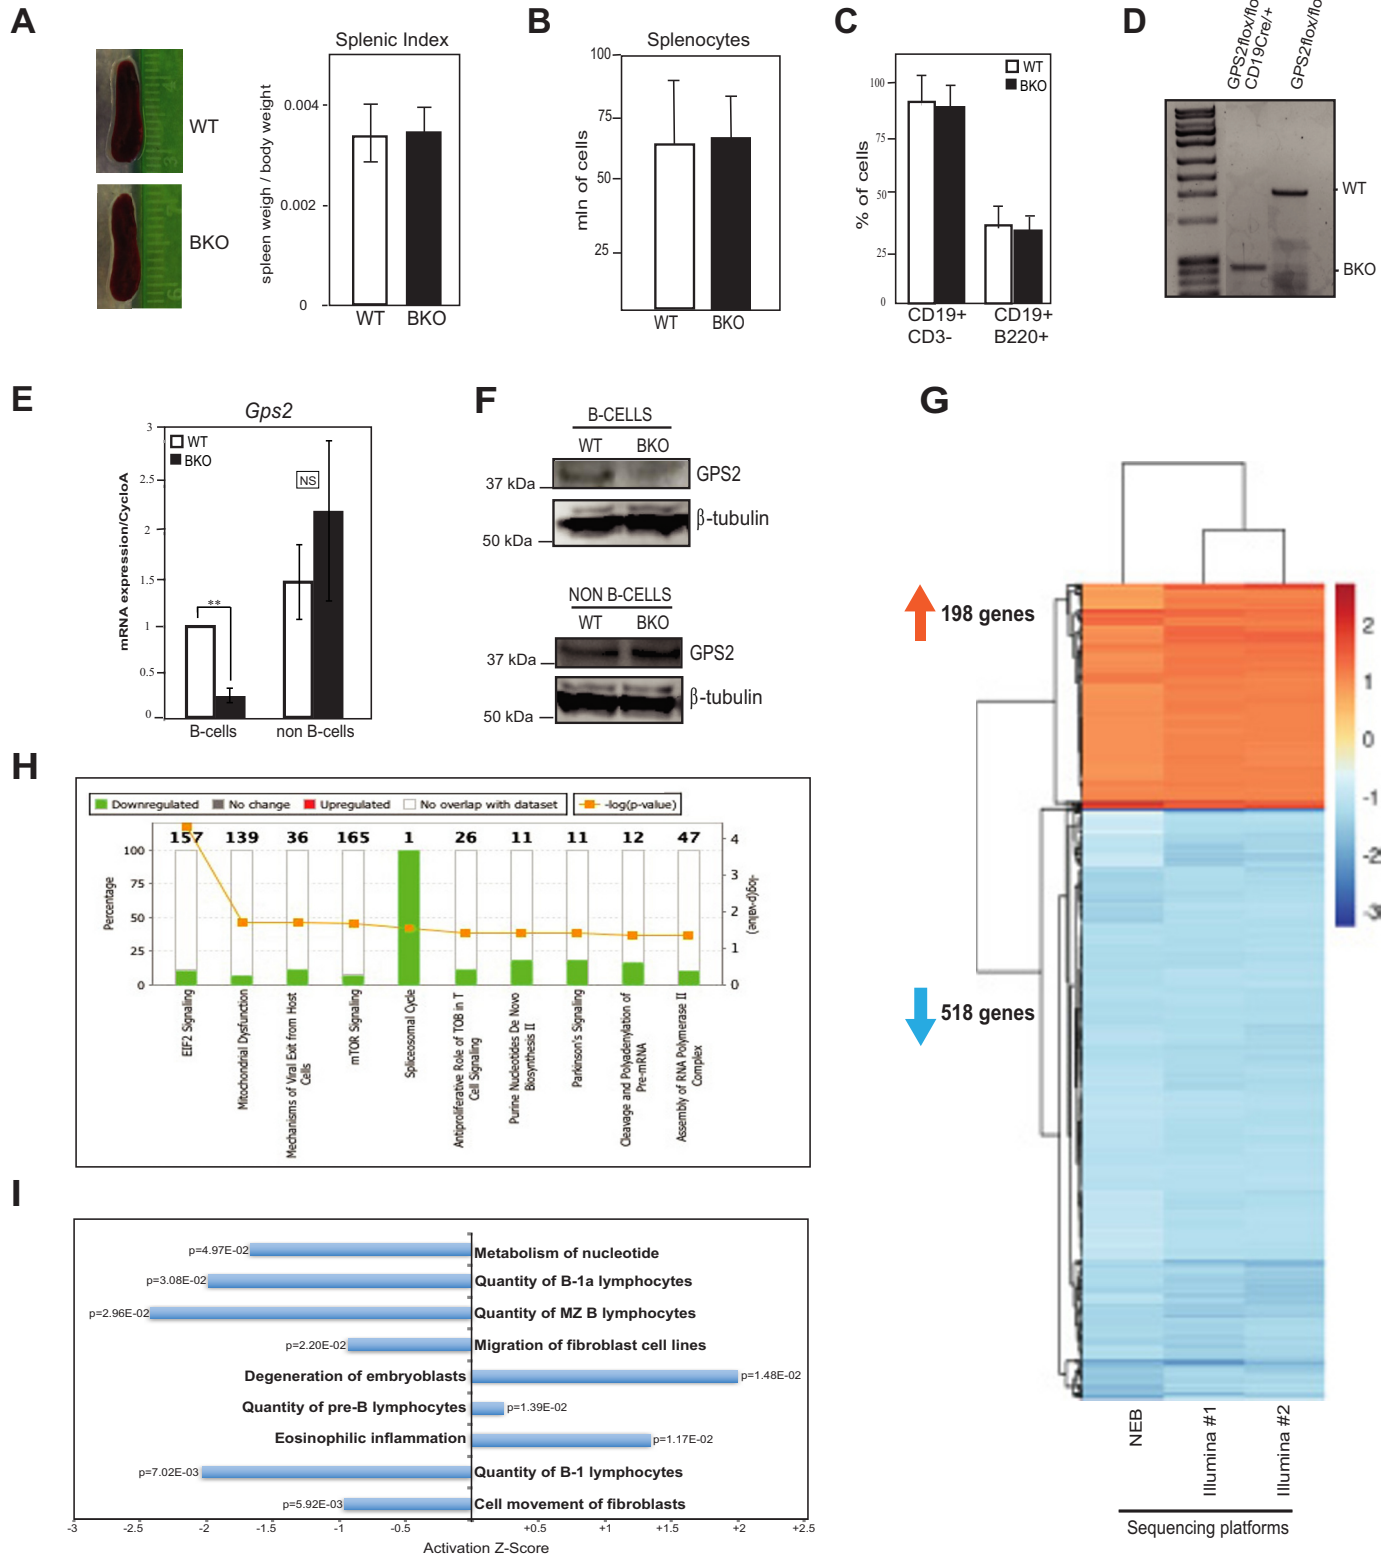 A
WT
BKO
Splenic Index
spleen weigh / body weight
0.004
0.002
0
WT BKO
B
Splenocytes
mln of cells
100
75
50
25
WT BKO
C
% of cells
100
75
50
25
0
WT
BKO
CD19+
CD3-
CD19+
B220+
D
GPS2flox/flo
CD19Cre/+
GPS2flox/flo
WT
BKO
E
Gps2
mRNA expression/CycloA
3
2.5
2
1.5
1
0.5
0
WT
BKO
**
NS
B-cells non B-cells
F
B-CELLS
WT BKO
37 kDa GPS2
50 kDa β-tubulin
NON B-CELLS
WT BKO
37 kDa GPS2
50 kDa β-tubulin
G
198 genes
518 genes
2
1
0
-1
-2
-3
NEB
Illumina #1
Illumina #2
Sequencing platforms
H
Downregulated No change Upregulated No overlap with dataset -log(p-value)
157 139 36 165 1 26 11 11 12 47
Percentage
100
75
50
25
0
4
3
2
1
0
-log(p-value)
EIF2 Signaling
Mitochondrial Dysfunction
Mechanisms of Viral Exit from Host
Cells
mTOR Signaling
Spliceosomal Cycle
Antiproliferative Role of TOB in T
Cell Signaling
Purine Nucleotides De Novo
Biosynthesis II
Parkinson's Signaling
Cleavage and Polyadenylation of
Pre-mRNA
Assembly of RNA Polymerase II
Complex
I
p=4.97E-02 Metabolism of nucleotide
p=3.08E-02 Quantity of B-1a lymphocytes
p=2.96E-02 Quantity of MZ B lymphocytes
p=2.20E-02 Migration of fibroblast cell lines
Degeneration of embryoblasts p=1.48E-02
Quantity of pre-B lymphocytes p=1.39E-02
Eosinophilic inflammation p=1.17E-02
p=7.02E-03 Quantity of B-1 lymphocytes
p=5.92E-03 Cell movement of fibroblasts
-3 -2.5 -2 -1.5 -1 -0.5 +0.5 +1 +1.5 +2 +2.5
Activation Z-Score